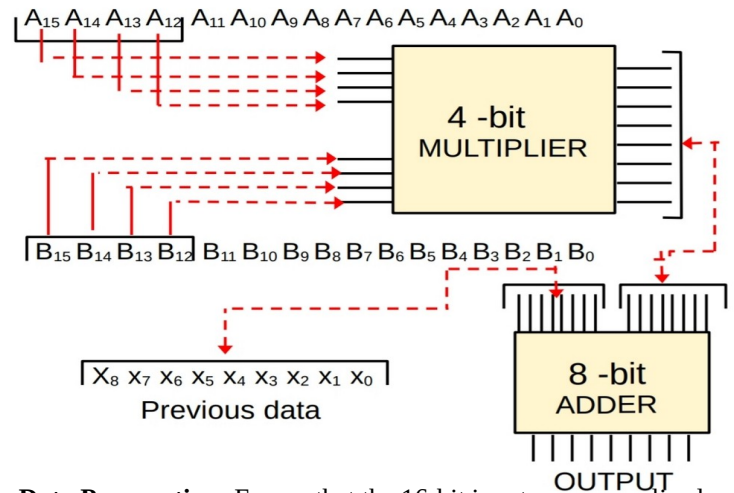 A₁₅ A₁₄ A₁₃ A₁₂ A₁₁ A₁₀ A₉ A₈ A₇ A₆ A₅ A₄ A₃ A₂ A₁ A₀
4 -bit
MULTIPLIER
B₁₅ B₁₄ B₁₃ B₁₂ B₁₁ B₁₀ B₉ B₈ B₇ B₆ B₅ B₄ B₃ B₂ B₁ B₀
X₈ x₇ x₆ x₅ x₄ x₃ x₂ x₁ x₀
Previous data
8 -bit
ADDER
OUTPUT